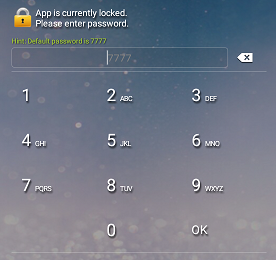 App is currently locked.
Please enter password.
Hint: Default password is 7777.
7777
1 2 ABC 3 DEF
4 GHI 5 JKL 6 MNO
7 PQRS 8 TUV 9 WXYZ
0 OK